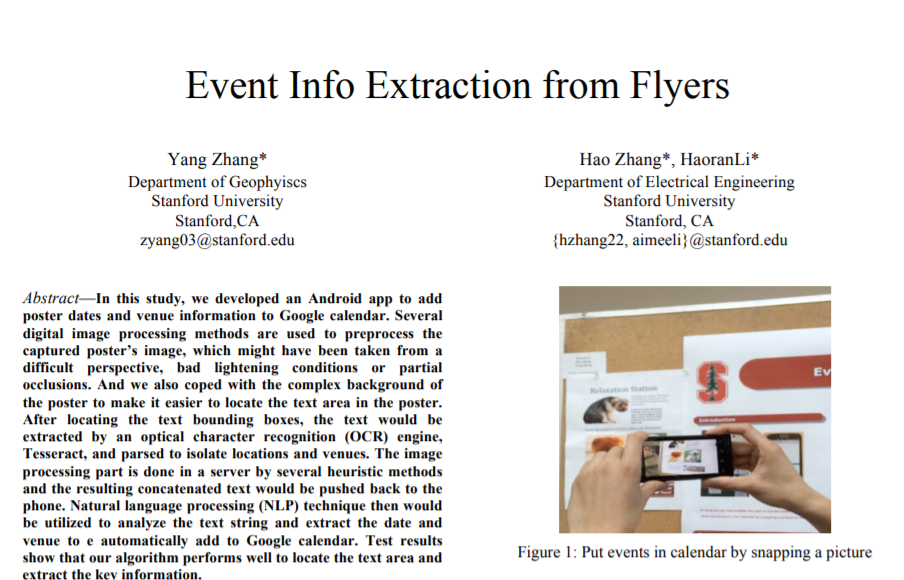 Event Info Extraction from Flyers
Yang Zhang*
Department of Geophyiscs
Stanford University
Stanford,CA
zyang03@stanford.edu
Hao Zhang*, HaoranLi*
Department of Electrical Engineering
Stanford University
Stanford, CA
{hzhang22, aimeeli}@stanford.edu
Abstract—In this study, we developed an Android app to add
poster dates and venue information to Google calendar. Several
digital image processing methods are used to preprocess the
captured poster's image, which might have been taken from a
difficult perspective, bad lightening conditions or partial
occlusions. And we also coped with the complex background of
the poster to make it easier to locate the text area in the poster.
After locating the text bounding boxes, the text would be
extracted by an optical character recognition (OCR) engine,
Tesseract, and parsed to isolate locations and venues. The image
processing part is done in a server by several heuristic methods
and the resulting concatenated text would be pushed back to the
phone. Natural language processing (NLP) technique then would
be utilized to analyze the text string and extract the date and
venue to e automatically add to Google calendar. Test results
show that our algorithm performs well to locate the text area and
extract the key information.
Relaxation Station
Ev
Introduction
Figure 1: Put events in calendar by snapping a picture